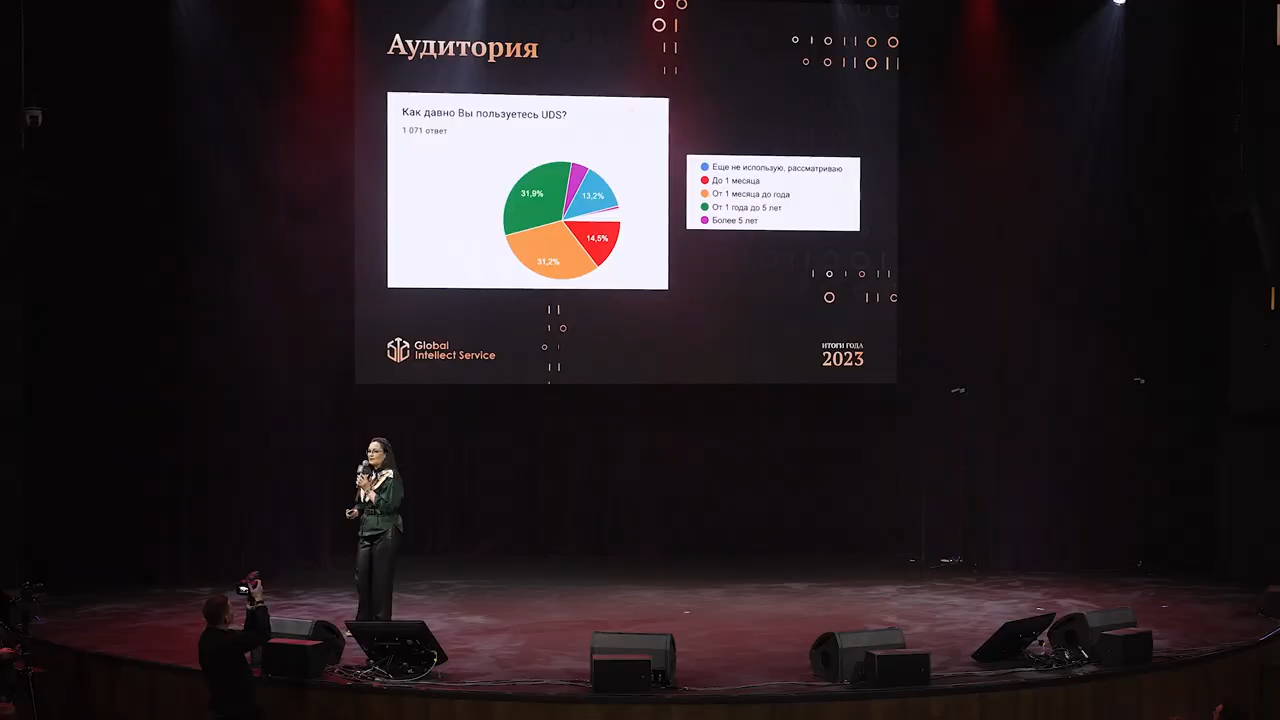 Аудитория
Как давно Вы пользуетесь UDS?
1 071 ответ
31,9%
13,2%
14,5%
31,2%
Еще не использую, рассматриваю
До 1 месяца
От 1 месяца до года
От 1 года до 5 лет
Более 5 лет
Global
Intellect Service
ИТОГИ ГОДА
2023